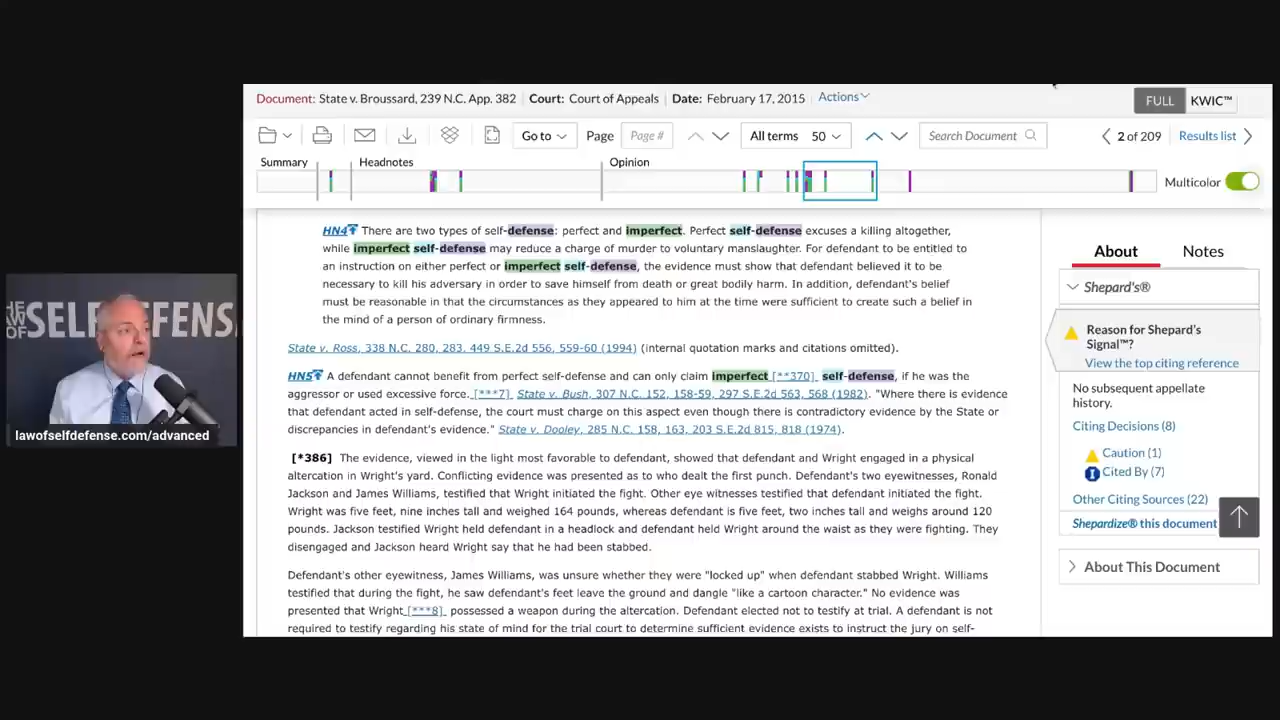 Document: State v. Broussard, 239 N.C. App. 382 Court: Court of Appeals Date: February 17, 2015 Actions
FULL KWIC™
Go to Page Page # All terms 50 Search Document 2 of 209 Results list
Summary Headnotes Opinion
Multicolor
HN4 There are two types of self-defense: perfect and imperfect. Perfect self-defense excuses a killing altogether,
while imperfect self-defense may reduce a charge of murder to voluntary manslaughter. For defendant to be entitled to
an instruction on either perfect or imperfect self-defense, the evidence must show that defendant believed it to be
necessary to kill his adversary in order to save himself from death or great bodily harm. In addition, defendant's belief
must be reasonable in that the circumstances as they appeared to him at the time were sufficient to create such a belief in
the mind of a person of ordinary firmness.
State v. Ross, 338 N.C. 280, 283, 449 S.E.2d 556, 559-60 (1994) (internal quotation marks and citations omitted).
HN5 A defendant cannot benefit from perfect self-defense and can only claim imperfect [**370] self-defense, if he was the
aggressor or used excessive force. [***7] State v. Bush, 307 N.C. 152, 158-59, 297 S.E.2d 563, 568 (1982). "Where there is evidence
that defendant acted in self-defense, the court must charge on this aspect even though there is contradictory evidence by the State or
discrepancies in defendant's evidence." State v. Dooley, 285 N.C. 158, 163, 203 S.E.2d 815, 818 (1974).
[*386] The evidence, viewed in the light most favorable to defendant, showed that defendant and Wright engaged in a physical
altercation in Wright's yard. Conflicting evidence was presented as to who dealt the first punch. Defendant's two eyewitnesses, Ronald
Jackson and James Williams, testified that Wright initiated the fight. Other eye witnesses testified that defendant initiated the fight.
Wright was five feet, nine inches tall and weighed 164 pounds, whereas defendant is five feet, two inches tall and weighs around 120
pounds. Jackson testified Wright held defendant in a headlock and defendant held Wright around the waist as they were fighting. They
disengaged and Jackson heard Wright say that he had been stabbed.
Defendant's other eyewitness, James Williams, was unsure whether they were "locked up" when defendant stabbed Wright. Williams
testified that during the fight, he saw defendant's feet leave the ground and dangle "like a cartoon character." No evidence was
presented that Wright [***8] possessed a weapon during the altercation. Defendant elected not to testify at trial. A defendant is not
required to testify regarding his state of mind for the trial court to determine sufficient evidence exists to instruct the jury on self-
About Notes
Shepard's®
Reason for Shepard's
Signal™?
View the top citing reference
No subsequent appellate
history.
Citing Decisions (8)
Caution (1)
Cited By (7)
Other Citing Sources (22)
Shepardize® this document
About This Document
THE
LAW
OF SELF DEFENS
lawofselfdefense.com/advanced